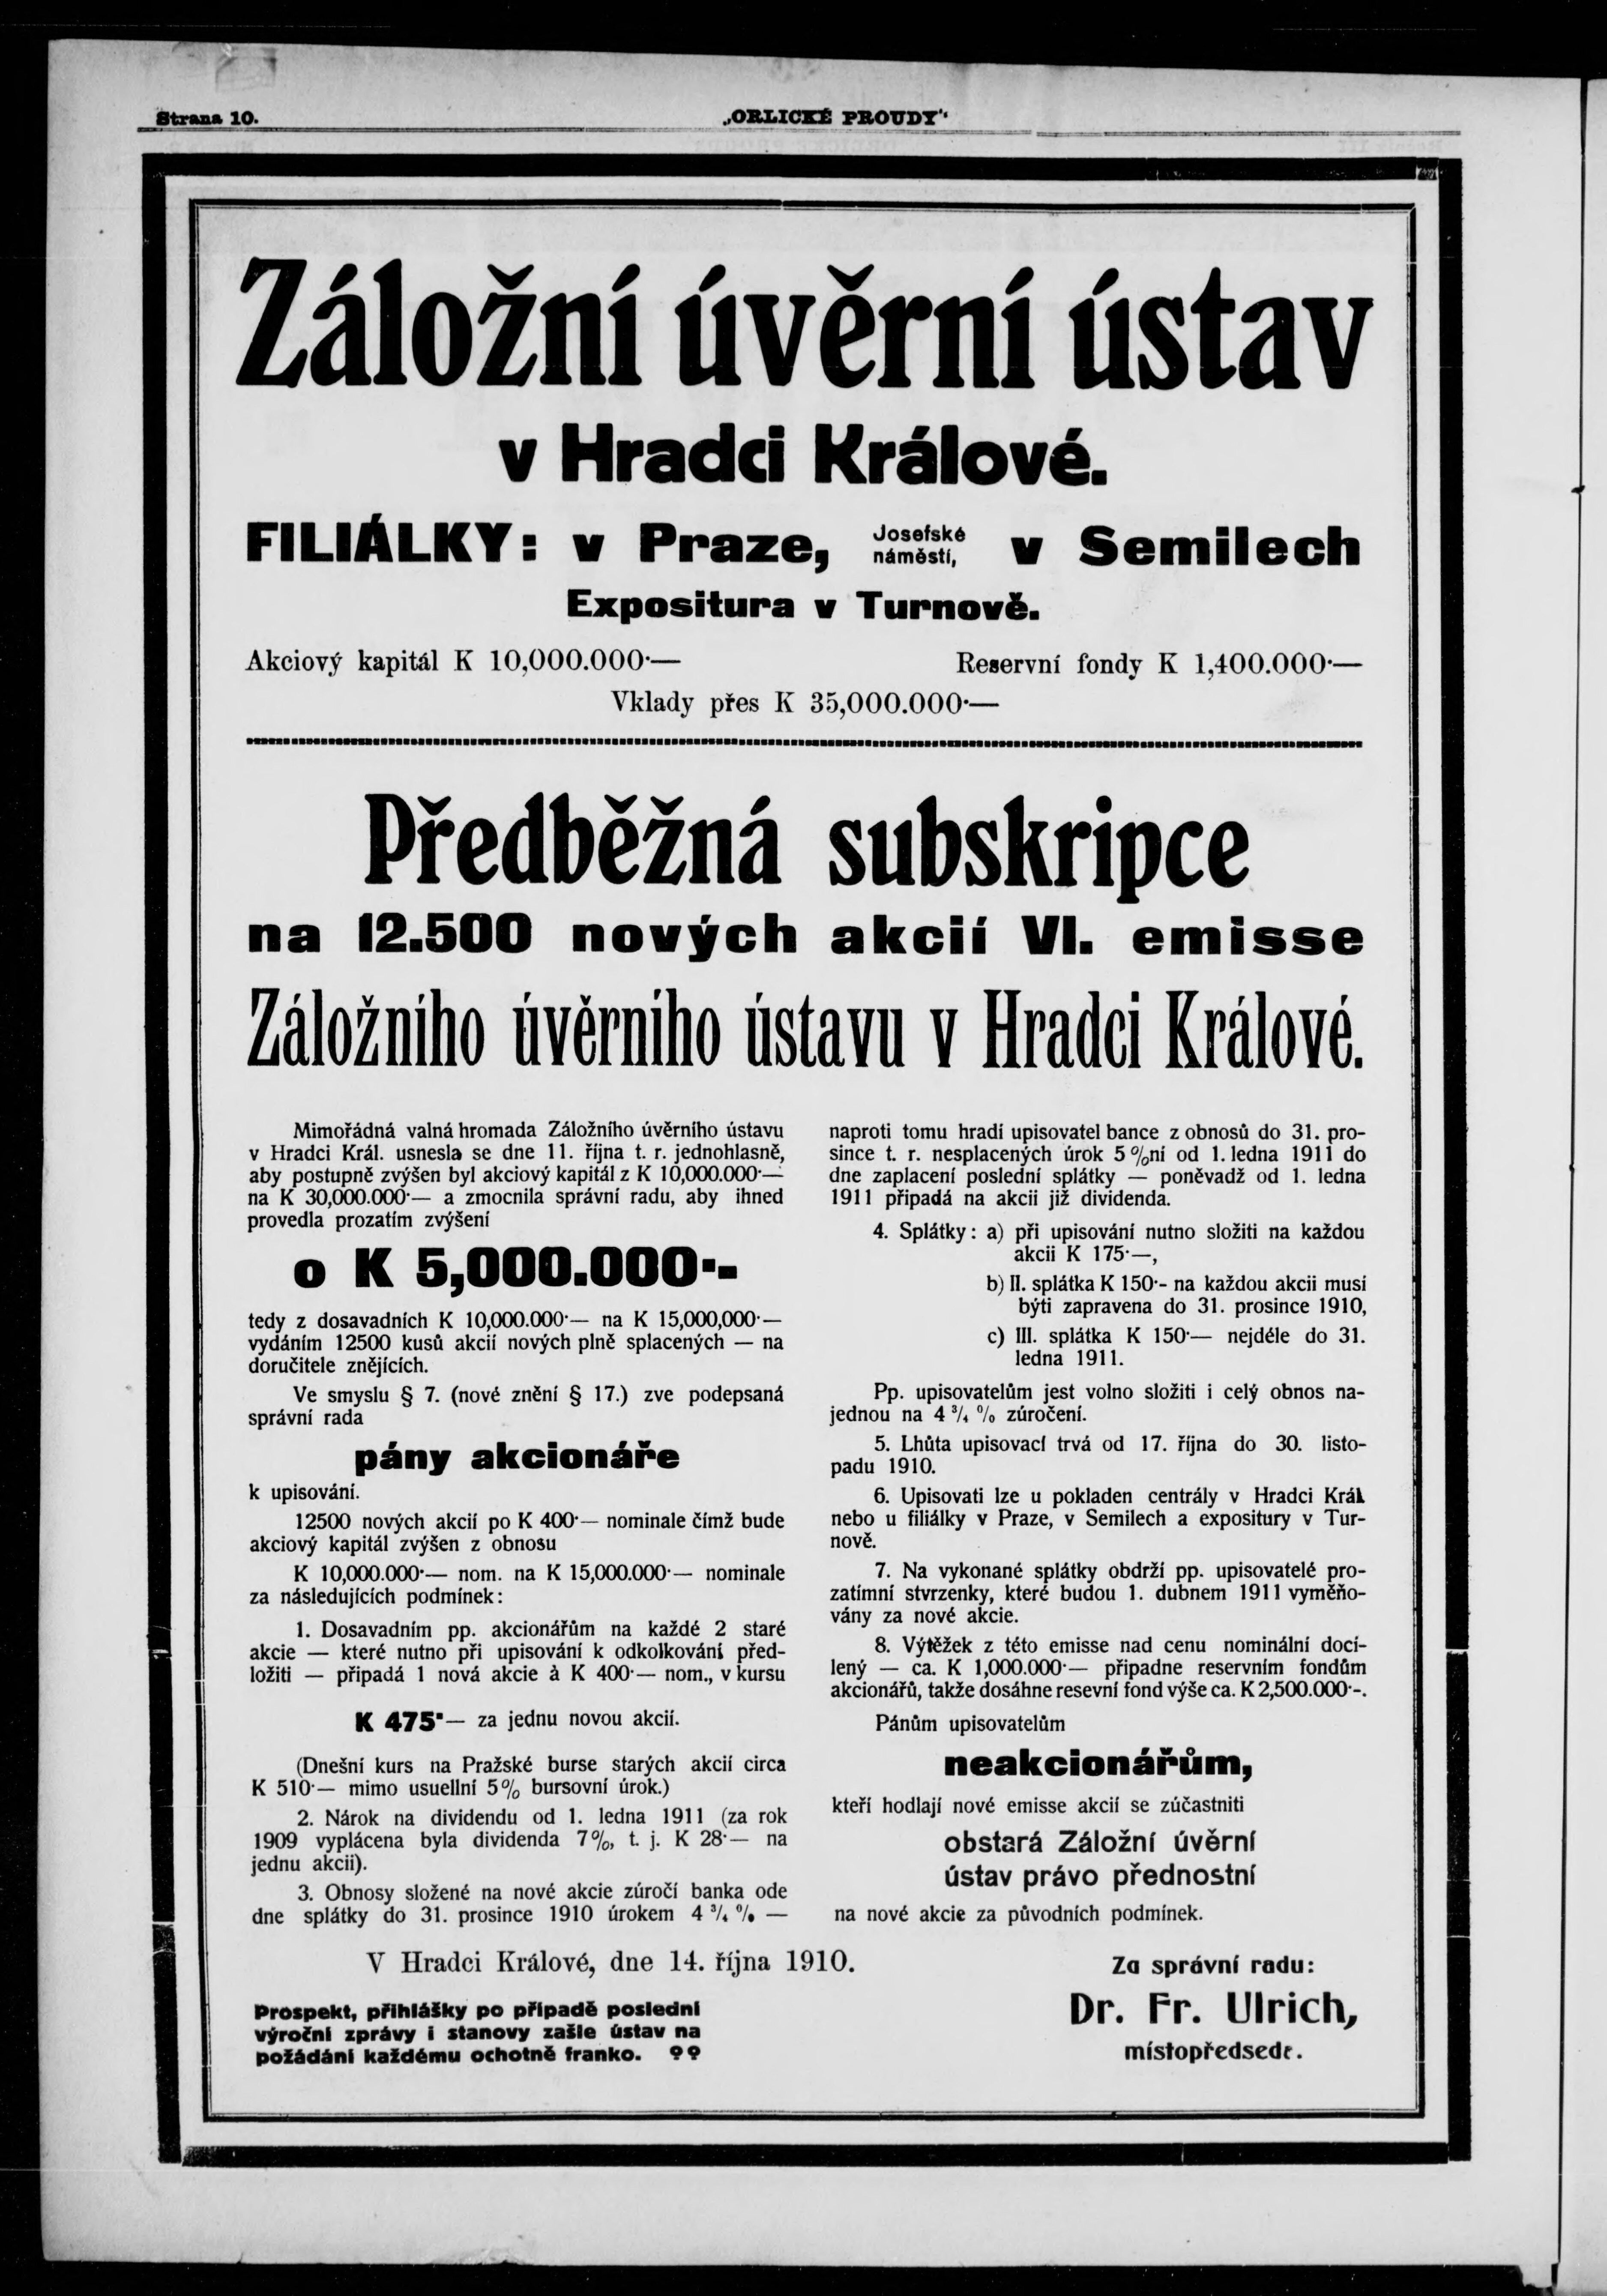 Strana 10.
„ORLICKÉ PROUDY“
Záložní úvěrní ústav
v Hradci Králové.
FILIÁLKY: v Praze, Josefské náměstí, v Semilech
Expositura v Turnově.
Akciový kapitál K 10,000.000·— Reservní fondy K 1,400.000·—
Vklady přes K 35,000.000·—
Předběžná subskripce
na 12.500 nových akcií VI. emisse
Záložního úvěrního ústavu v Hradci Králové.
Mimořádná valná hromada Záložního úvěrního ústavu
v Hradci Král. usnesla se dne 11. října t. r. jednohlasně,
aby postupně zvýšen byl akciový kapitál z K 10,000.000·—
na K 30,000.000·— a zmocnila správní radu, aby ihned
provedla prozatím zvýšení
o K 5,000.000·-
tedy z dosavadních K 10,000.000·— na K 15,000,000·—
vydáním 12500 kusů akcií nových plně splacených — na
doručitele znějících.
Ve smyslu § 7. (nové znění § 17.) zve podepsaná
správní rada
pány akcionáře
k upisování.
12500 nových akcií po K 400·— nominale čímž bude
akciový kapitál zvýšen z obnosu
K 10,000.000·— nom. na K 15,000.000·— nominale
za následujících podmínek:
1. Dosavadním pp. akcionářům na každé 2 staré
akcie — které nutno při upisování k odkolkování před-
ložiti — připadá 1 nová akcie à K 400·— nom., v kursu
K 475·— za jednu novou akcii.
(Dnešní kurs na Pražské burse starých akcií circa
K 510·— mimo usuellní 5% bursovní úrok.)
2. Nárok na dividendu od 1. ledna 1911 (za rok
1909 vyplácena byla dividenda 7%, t. j. K 28·— na
jednu akcii).
3. Obnosy složené na nové akcie zúročí banka ode
dne splátky do 31. prosince 1910 úrokem 4 ¾ % —
naproti tomu hradí upisovatel bance z obnosů do 31. pro-
since t. r. nesplacených úrok 5%ní od 1. ledna 1911 do
dne zaplacení poslední splátky — poněvadž od 1. ledna
1911 připadá na akcii již dividenda.
4. Splátky: a) při upisování nutno složiti na každou
akcii K 175·—,
b) II. splátka K 150·- na každou akcii musí
býti zapravena do 31. prosince 1910,
c) III. splátka K 150·— nejdéle do 31.
ledna 1911.
Pp. upisovatelům jest volno složiti i celý obnos na-
jednou na 4 ¾ % zúročení.
5. Lhůta upisovací trvá od 17. října do 30. listo-
padu 1910.
6. Upisovati lze u pokladen centrály v Hradci Král.
nebo u filiálky v Praze, v Semilech a expositury v Tur-
nově.
7. Na vykonané splátky obdrží pp. upisovatelé pro-
zatímní stvrzenky, které budou 1. dubnem 1911 vyměňo-
vány za nové akcie.
8. Výtěžek z této emisse nad cenu nominální docí-
lený — ca. K 1,000.000·— připadne reservním fondům
akcionářů, takže dosáhne resevní fond výše ca. K 2,500.000·-.
Pánům upisovatelům
neakcionářům,
kteří hodlají nové emisse akcií se zúčastniti
obstará Záložní úvěrní
ústav právo přednostní
na nové akcie za původních podmínek.
V Hradci Králové, dne 14. října 1910.
Prospekt, přihlášky po případě poslední
výroční zprávy i stanovy zašle ústav na
požádání každému ochotně franko.
Za správní radu:
Dr. Fr. Ulrich,
místopředseda.